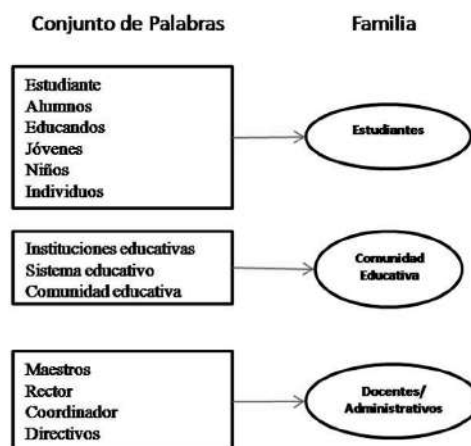 Conjunto de Palabras
Familia
Estudiante
Alumnos
Educandos
Jóvenes
Niños
Individuos
Estudiantes
Instituciones educativas
Sistema educativo
Comunidad educativa
Comunidad
Educativa
Maestros
Rector
Coordinador
Directivos
Docentes/
Administrativos